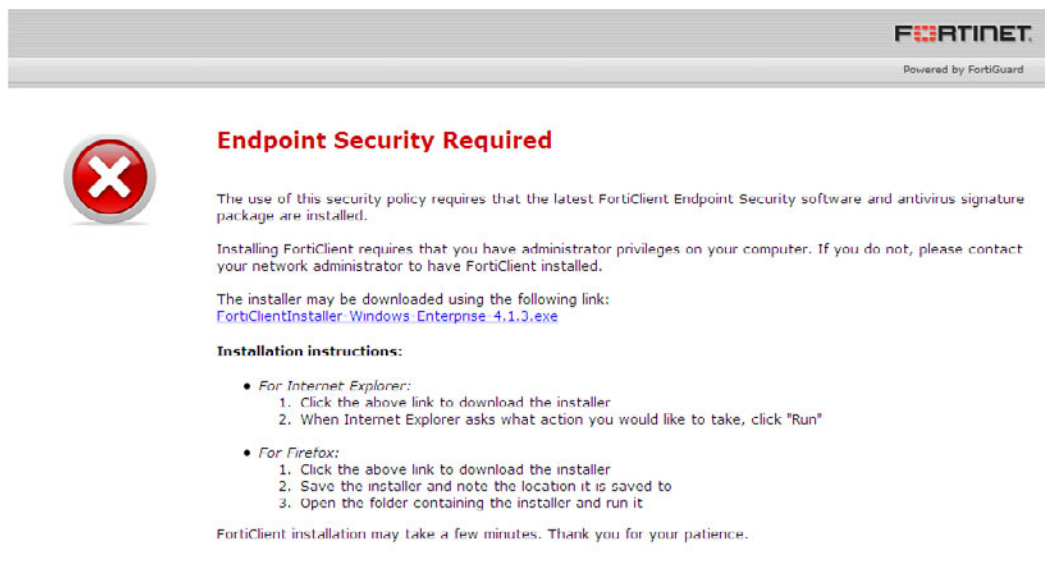 FORTINET
Powered by FortiGuard
Endpoint Security Required
The use of this security policy requires that the latest FortiClient Endpoint Security software and antivirus signature
package are installed.
Installing FortiClient requires that you have administrator privileges on your computer. If you do not, please contact
your network administrator to have FortiClient installed.
The installer may be downloaded using the following link:
FortiClientInstaller-Windows-Enterprise-4.1.3.exe
Installation instructions:
• For Internet Explorer:
1. Click the above link to download the installer
2. When Internet Explorer asks what action you would like to take, click "Run"
• For Firefox:
1. Click the above link to download the installer
2. Save the installer and note the location it is saved to
3. Open the folder containing the installer and run it
FortiClient installation may take a few minutes. Thank you for your patience.